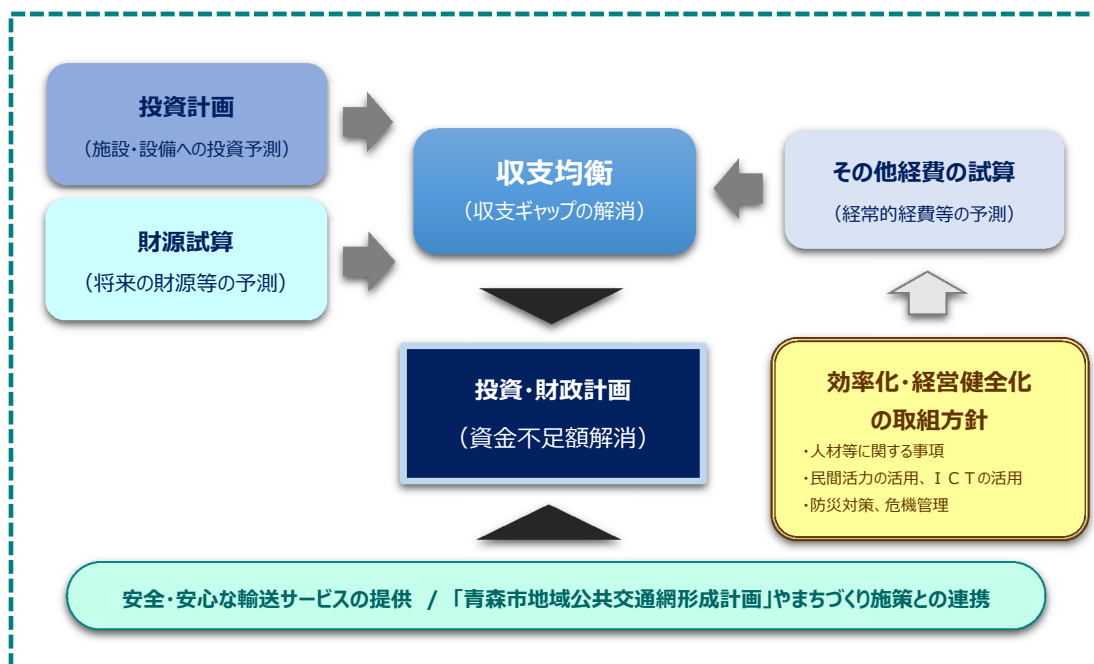 投資計画
（施設・設備への投資予測）
財源試算
（将来の財源等の予測）
収支均衡
（収支ギャップの解消）
その他経費の試算
（経常的経費等の予測）
投資・財政計画
（資金不足額解消）
効率化・経営健全化
の取組方針
・人材等に関する事項
・民間活力の活用、ＩＣＴの活用
・防災対策、危機管理
安全・安心な輸送サービスの提供 / 「青森市地域公共交通網形成計画」やまちづくり施策との連携